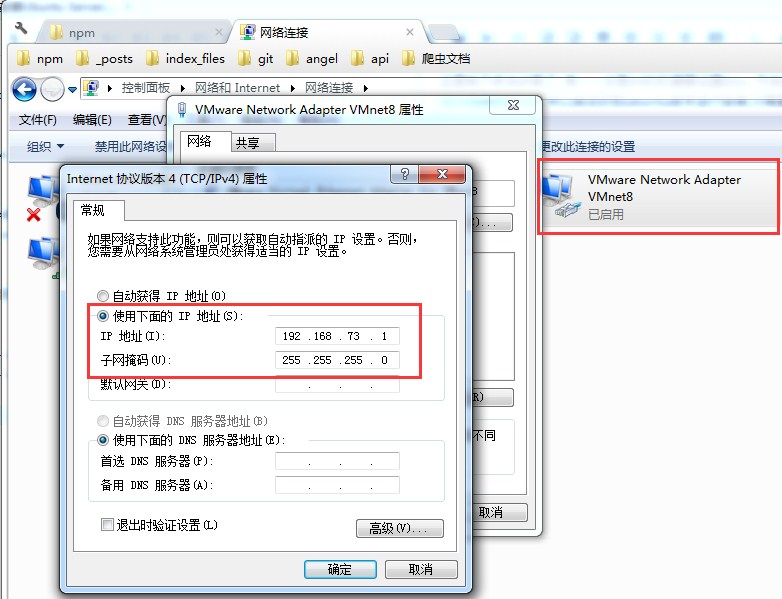 npm
网络连接
npm
_posts
index_files
git
angel
api
爬虫文档
控制面板
网络和 Internet
网络连接
VMware Network Adapter VMnet8 属性
文件(F)
编辑(E)
查看(V)
网络
共享
组织
禁用此网络设
更改此连接的设置
Internet 协议版本 4 (TCP/IPv4) 属性
VMware Network Adapter
VMnet8
已启用
常规
如果网络支持此功能，则可以获取自动指派的 IP 设置。否则，
您需要从网络系统管理员处获得适当的 IP 设置。
自动获得 IP 地址(O)
使用下面的 IP 地址(S):
IP 地址(I): 192 .168 . 73 . 1
子网掩码(U): 255 .255 .255 . 0
默认网关(D): . . .
自动获得 DNS 服务器地址(B)
使用下面的 DNS 服务器地址(E):
首选 DNS 服务器(P): . . .
备用 DNS 服务器(A): . . .
不同
退出时验证设置(L)
高级(V)...
取消
确定
取消